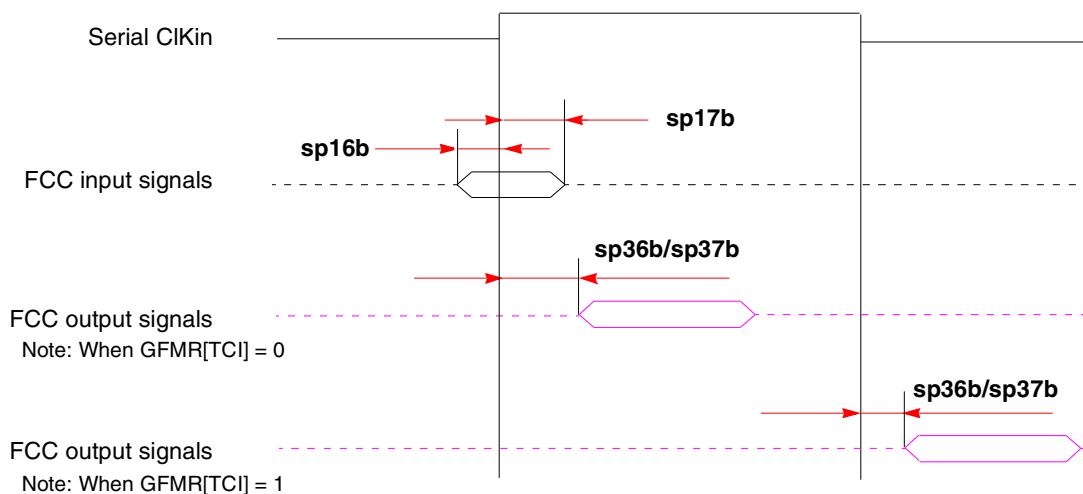 Serial ClKin
sp17b
sp16b
FCC input signals
sp36b/sp37b
FCC output signals
Note: When GFMR[TCI] = 0
sp36b/sp37b
FCC output signals
Note: When GFMR[TCI] = 1